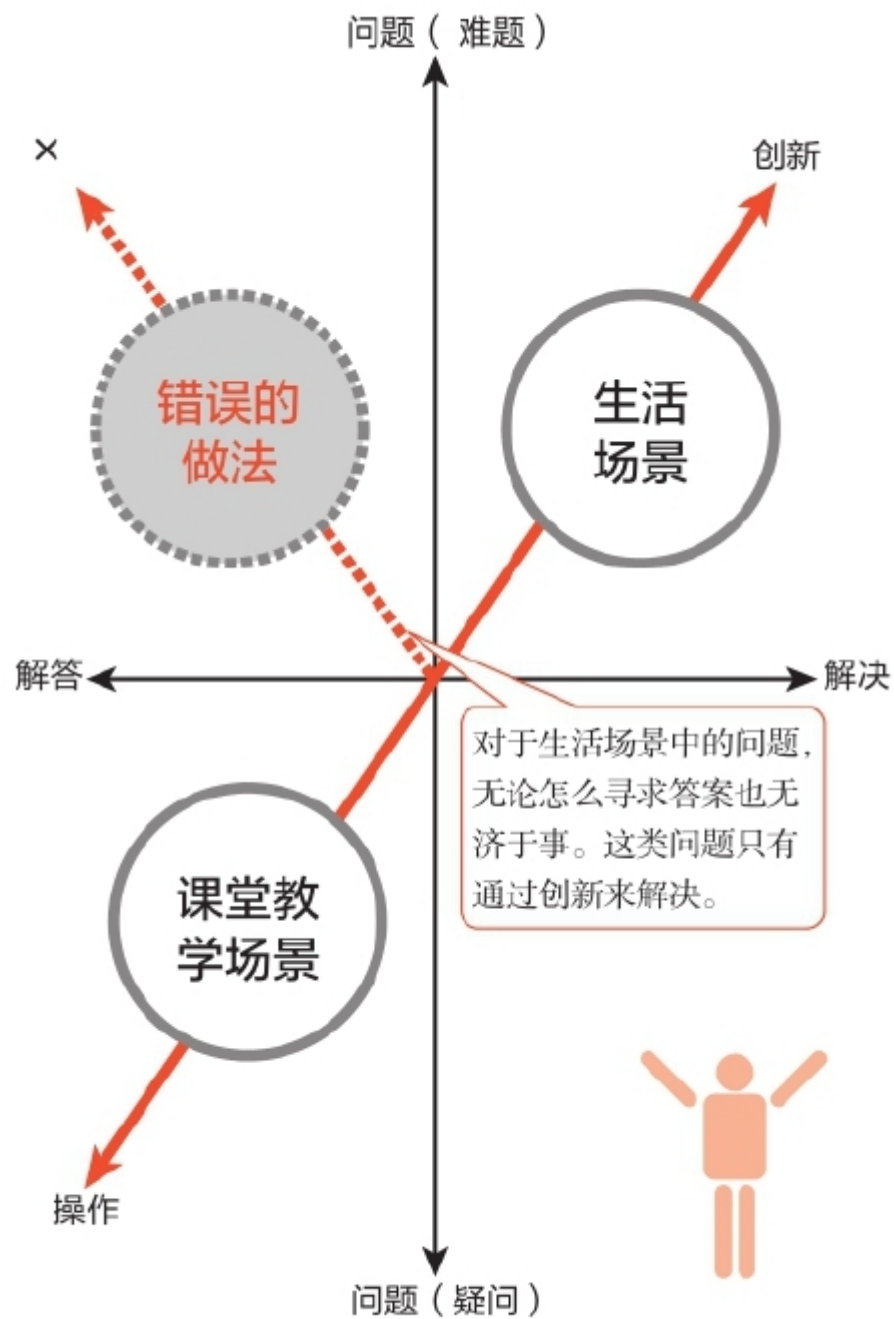 问题（ 难题 ）
×
创新
错误的
做法
生活
场景
解答
解决
对于生活场景中的问题，
无论怎么寻求答案也无
济于事。这类问题只有
通过创新来解决。
课堂教
学场景
操作
问题（ 疑问 ）